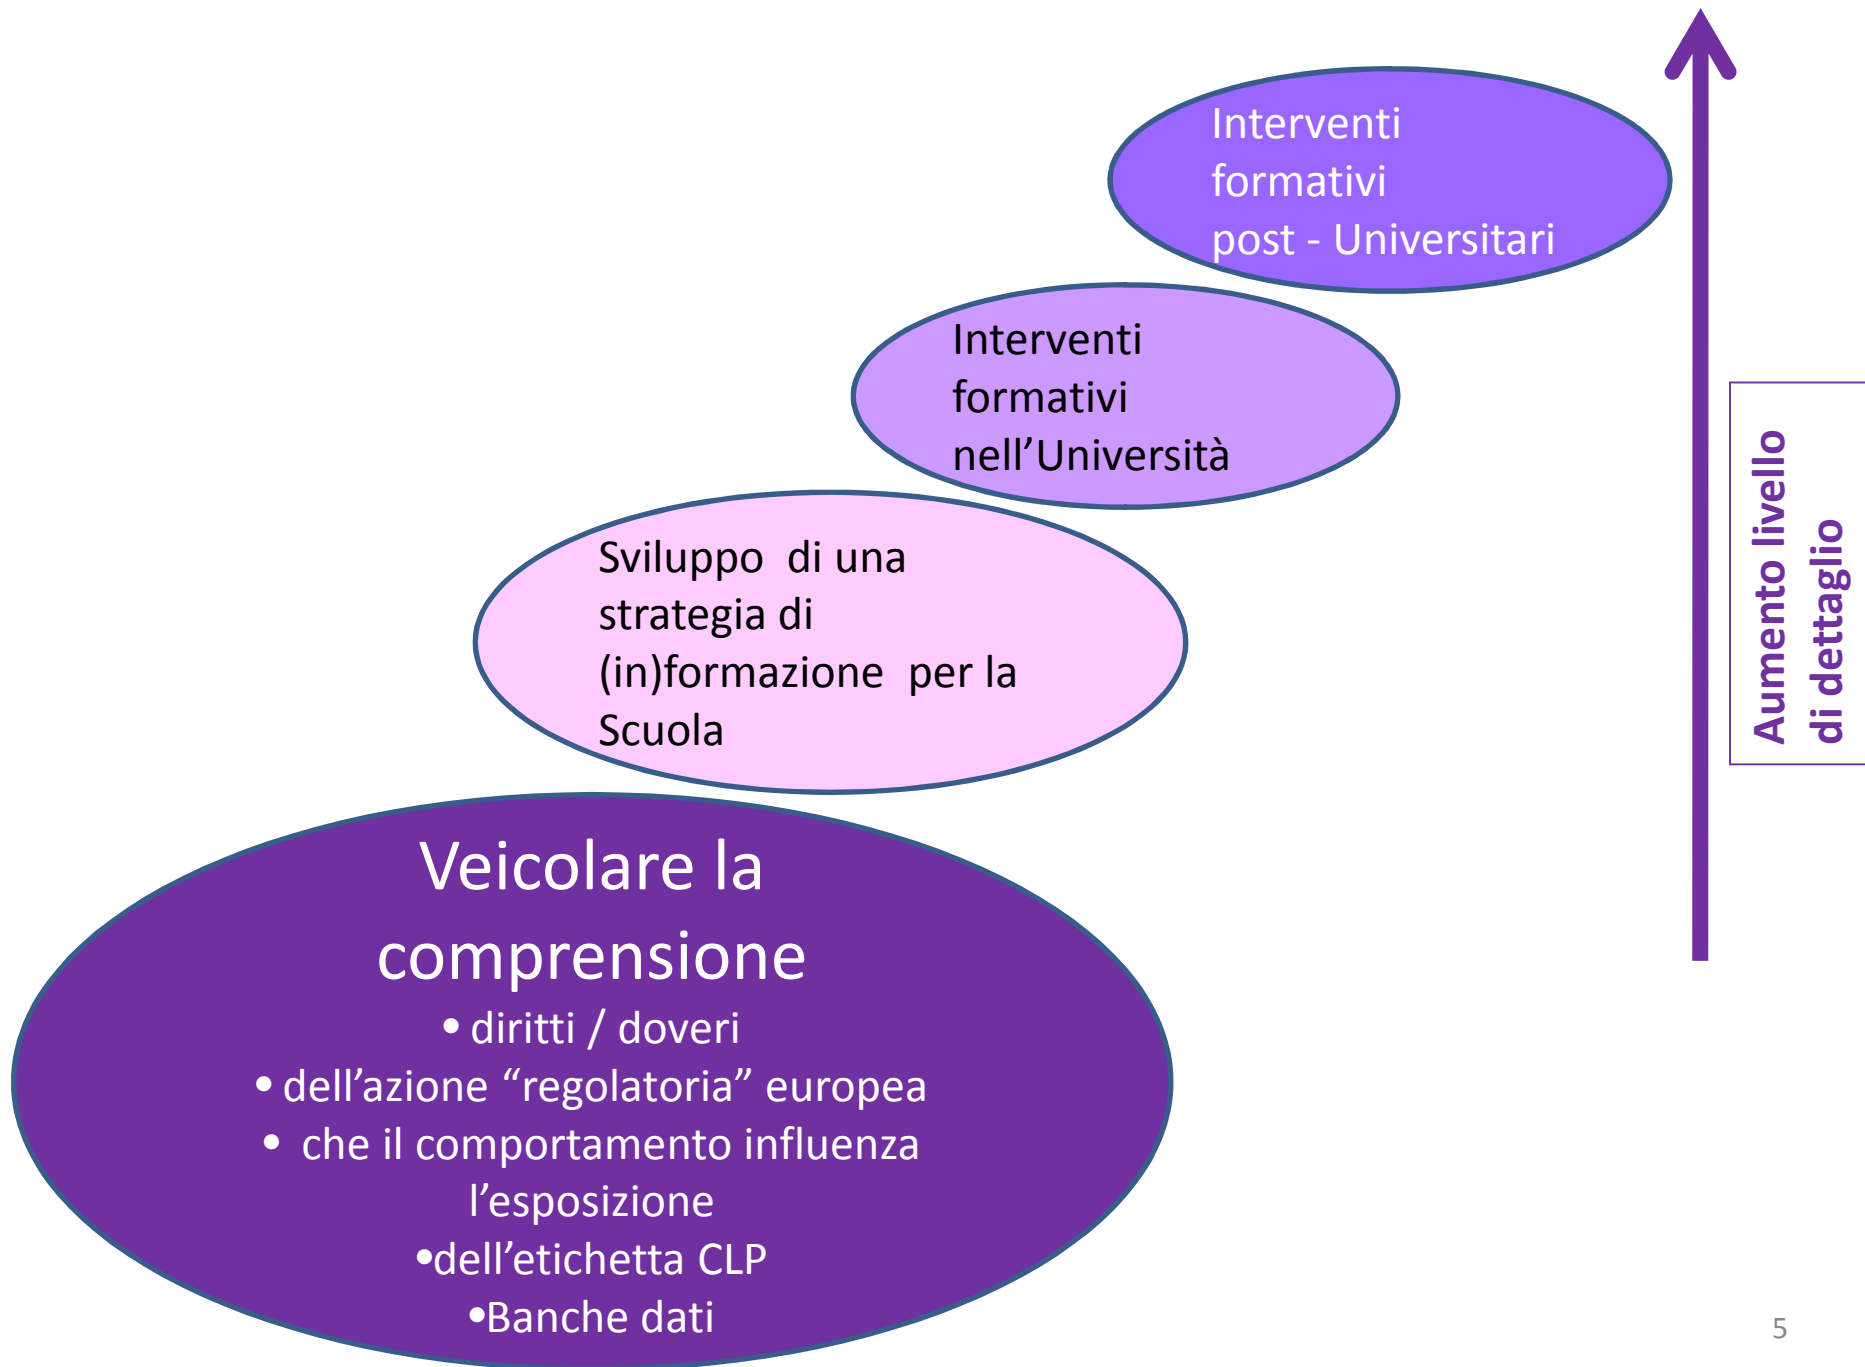 Interventi
formativi
post - Universitari
Interventi
formativi
nell’Università
Sviluppo di una
strategia di
(in)formazione per la
Scuola
Veicolare la
comprensione
• diritti / doveri
• dell’azione “regolatoria” europea
• che il comportamento influenza
l’esposizione
•dell’etichetta CLP
•Banche dati
Aumento livello
di dettaglio
5